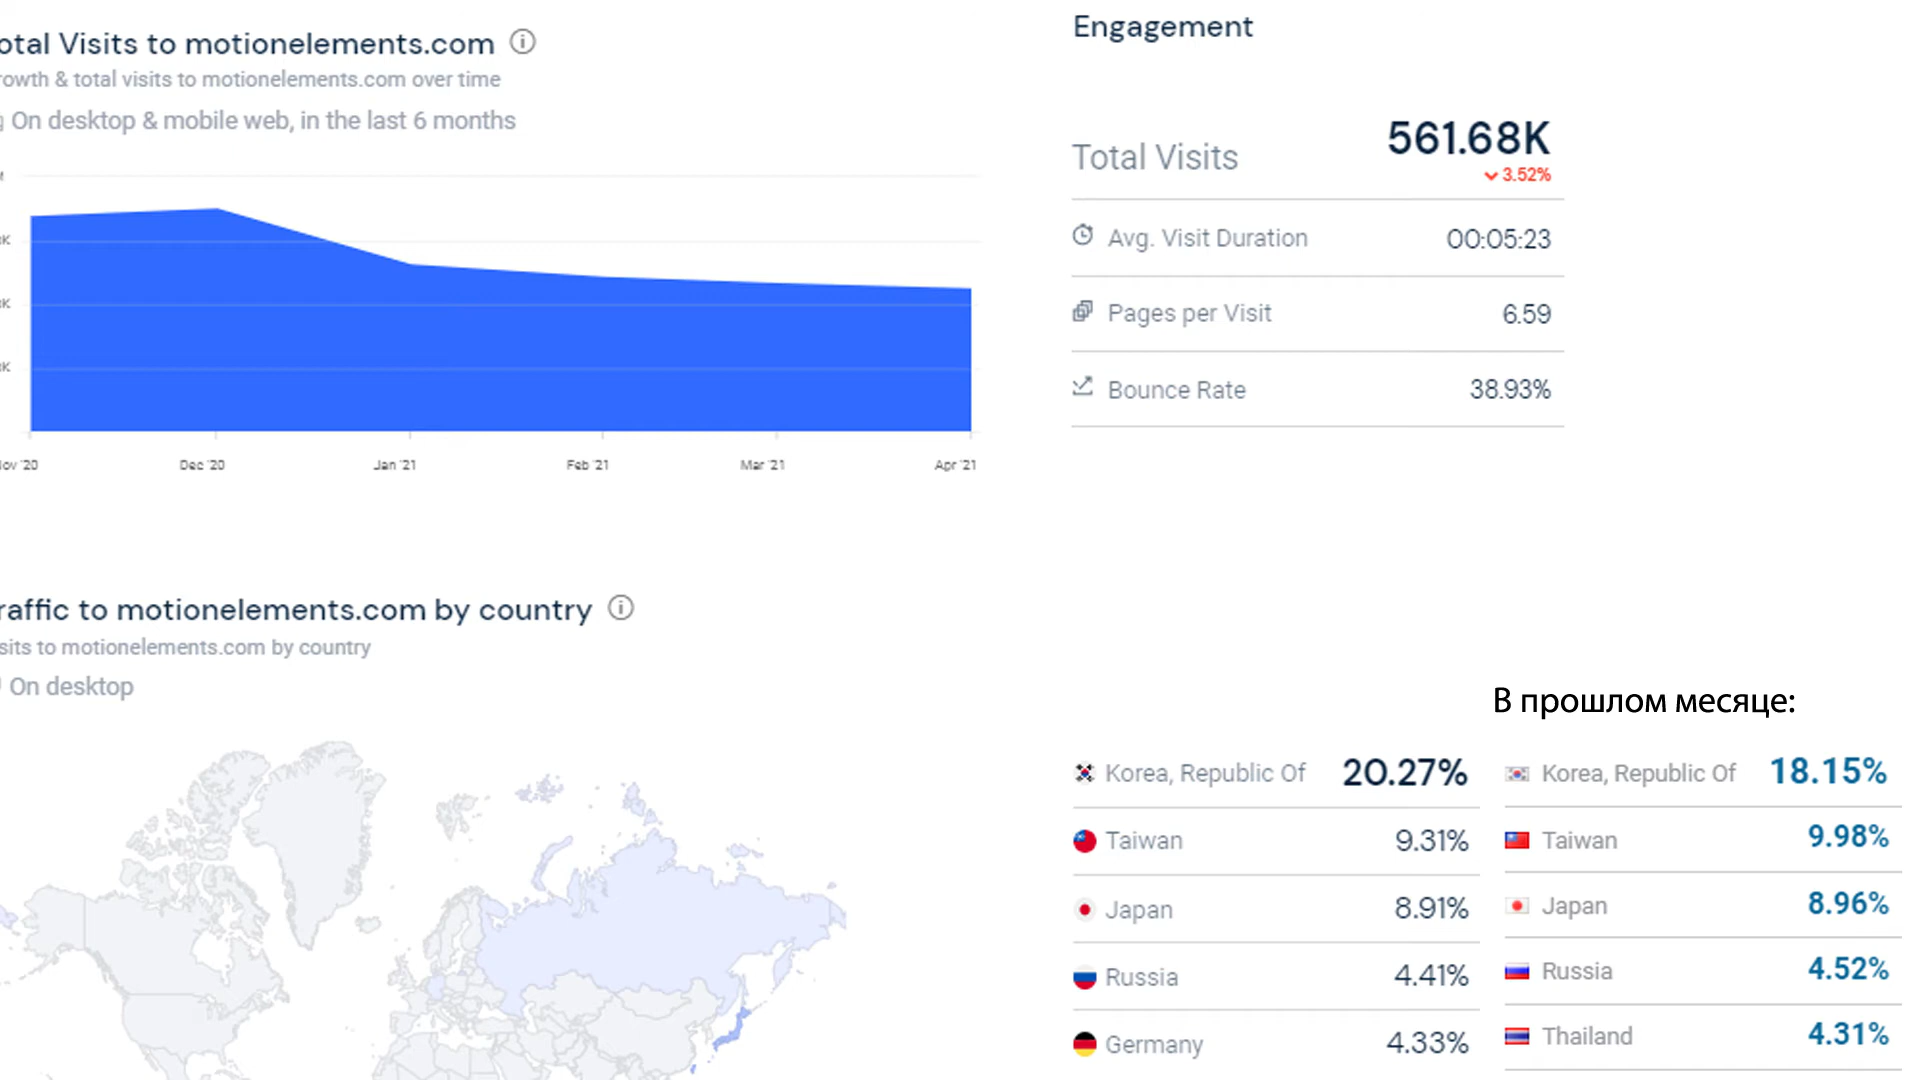 otal Visits to motionelements.com
rowth & total visits to motionelements.com over time
On desktop & mobile web, in the last 6 months
M
K
K
K
ov '20
Dec '20
Jan '21
Feb '21
Mar '21
Apr '21
Engagement
Total Visits 561.68K
3.52%
Avg. Visit Duration 00:05:23
Pages per Visit 6.59
Bounce Rate 38.93%
raffic to motionelements.com by country
sits to motionelements.com by country
On desktop
Korea, Republic Of 20.27%
Taiwan 9.31%
Japan 8.91%
Russia 4.41%
Germany 4.33%
В прошлом месяце:
Korea, Republic Of 18.15%
Taiwan 9.98%
Japan 8.96%
Russia 4.52%
Thailand 4.31%